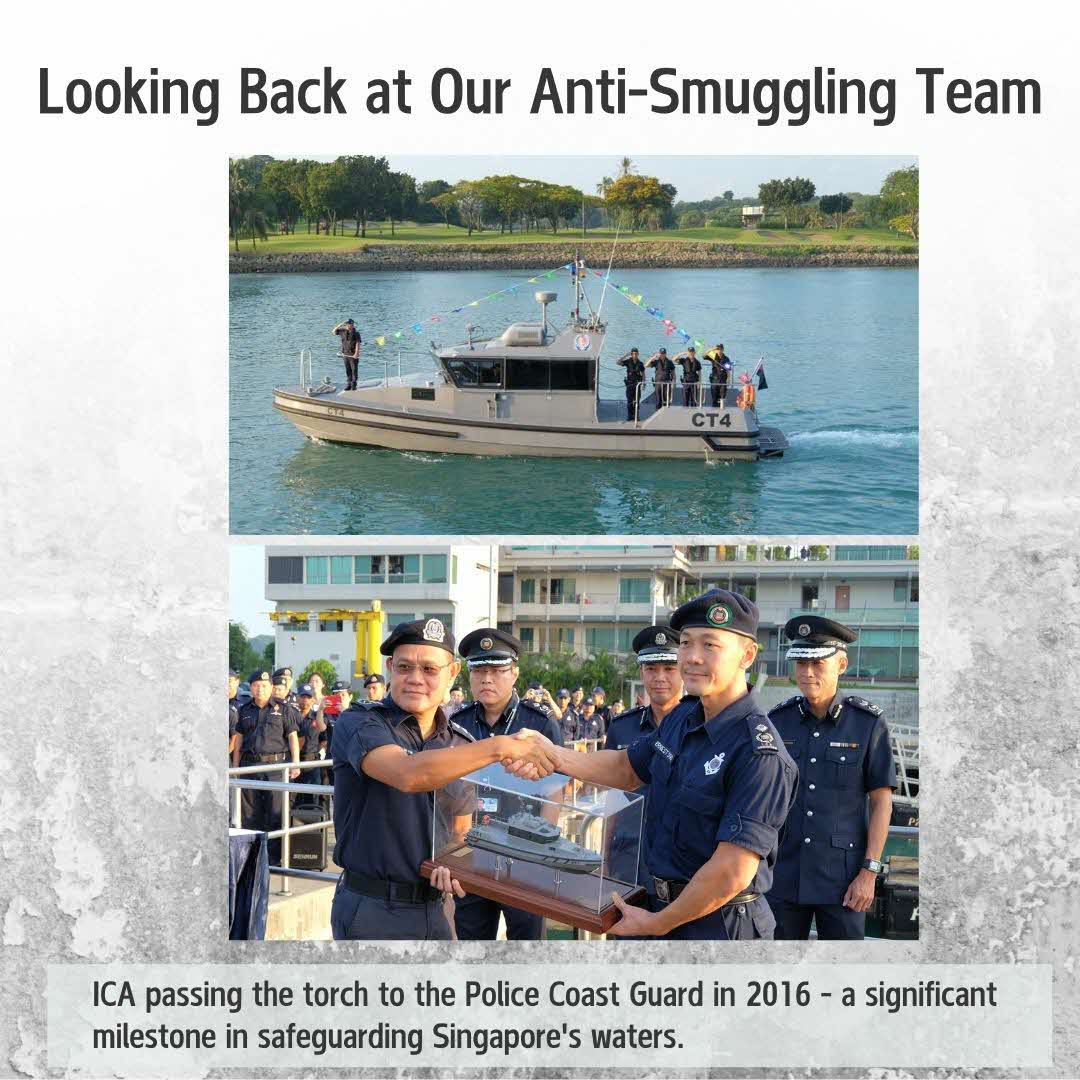 Looking Back at Our Anti-Smuggling Team
CT4
CT4
ICA passing the torch to the Police Coast Guard in 2016 - a significant
milestone in safeguarding Singapore's waters.